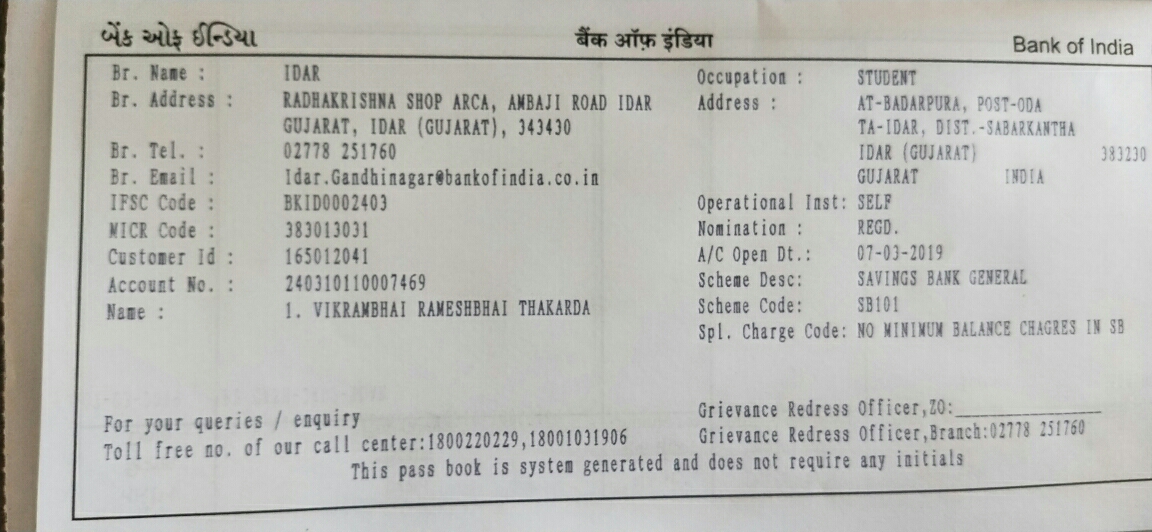 બેંક ઓફ ઈન્ડિયા बैंक ऑफ़ इंडिया Bank of India
Br. Name : IDAR
Br. Address : RADHAKRISHNA SHOP ARCA, AMBAJI ROAD IDAR
GUJARAT, IDAR (GUJARAT), 343430
Br. Tel. : 02778 251760
Br. Email : Idar.Gandhinagar@bankofindia.co.in
IFSC Code : BKID0002403
MICR Code : 383013031
Customer Id : 165012041
Account No. : 240310110007469
Name : 1. VIKRAMBHAI RAMESHBHAI THAKARDA
Occupation : STUDENT
Address : AT-BADARPURA, POST-ODA
TA-IDAR, DIST.-SABARKANTHA
IDAR (GUJARAT) 383230
GUJARAT INDIA
Operational Inst: SELF
Nomination : REGD.
A/C Open Dt.: 07-03-2019
Scheme Desc: SAVINGS BANK GENERAL
Scheme Code: SB101
Spl. Charge Code: NO MINIMUM BALANCE CHAGRES IN SB
For your queries / enquiry
Toll free no. of our call center:1800220229,18001031906
Grievance Redress Officer,ZO:
Grievance Redress Officer,Branch:02778 251760
This pass book is system generated and does not require any initials